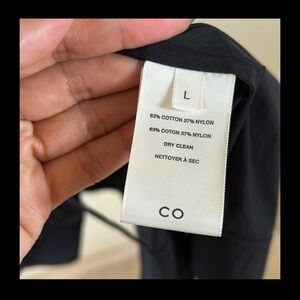 L
63% COTTON 37% NYLON
63% COTON 37% NYLON
DRY CLEAN
NETTOYER À SEC
CO